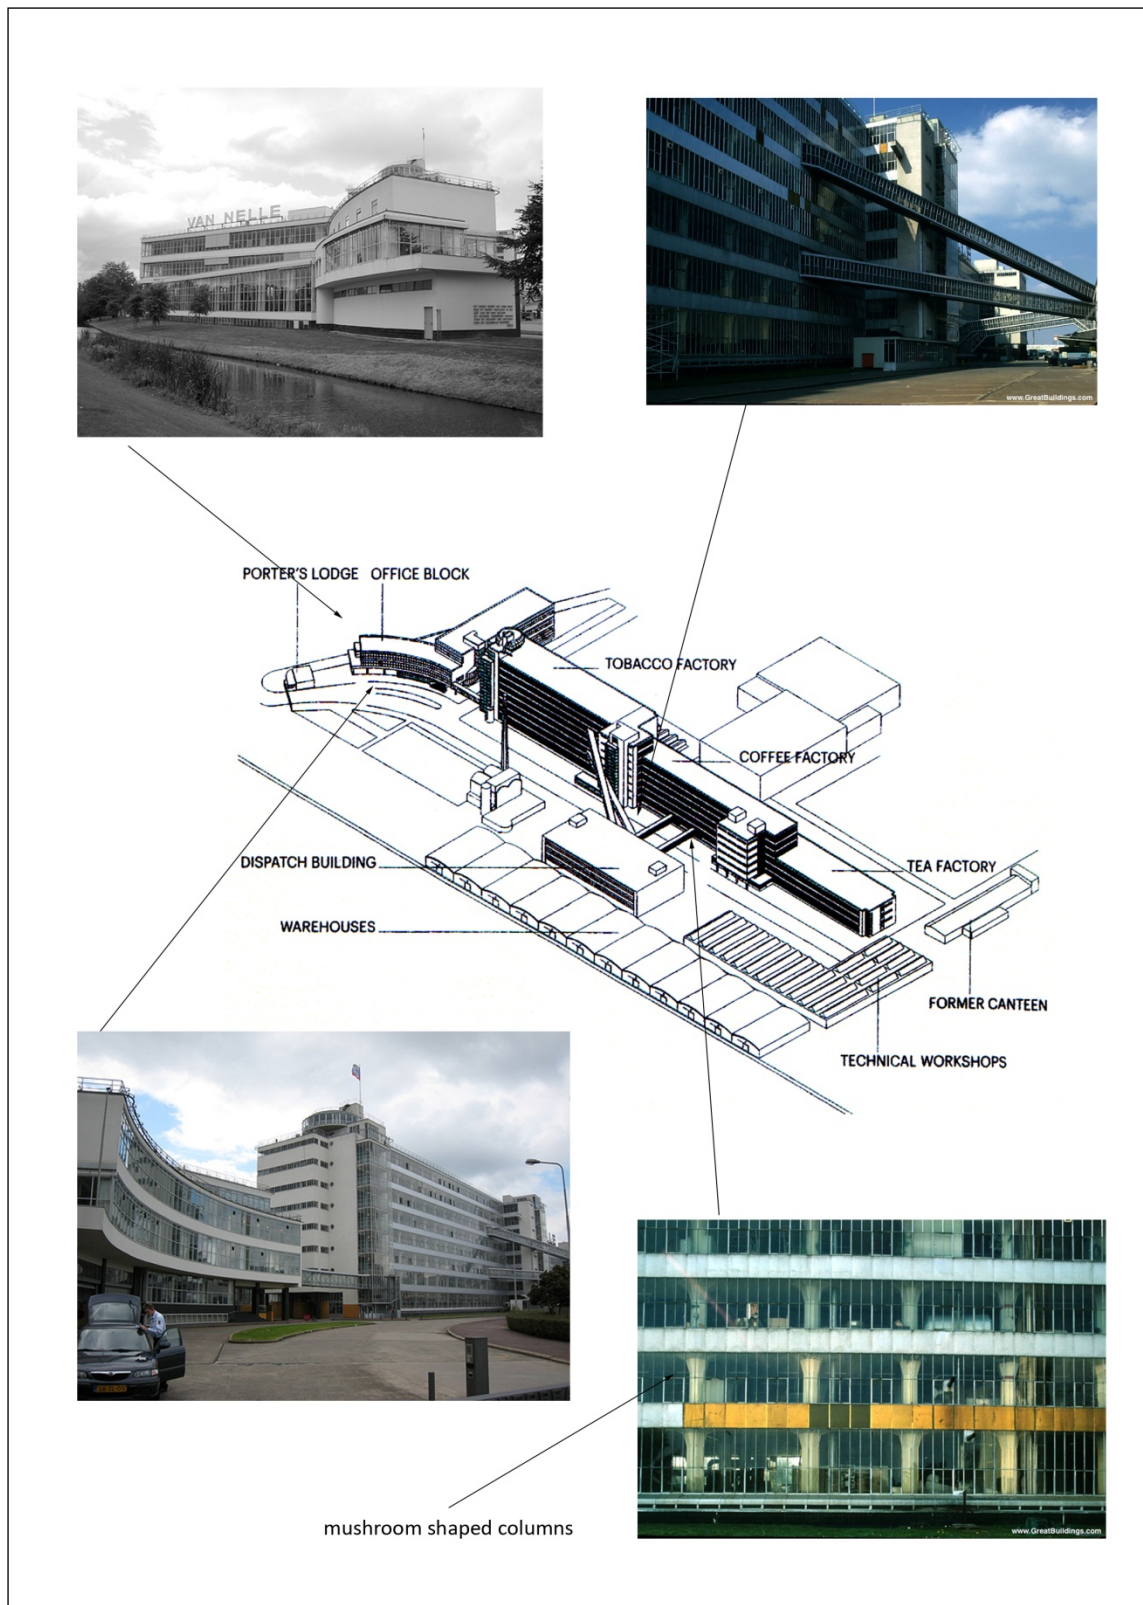 VAN NELLE
www.GreatBuildings.com
PORTER'S LODGE
OFFICE BLOCK
TOBACCO FACTORY
COFFEE FACTORY
DISPATCH BUILDING
TEA FACTORY
WAREHOUSES
FORMER CANTEEN
TECHNICAL WORKSHOPS
mushroom shaped columns
www.GreatBuildings.com